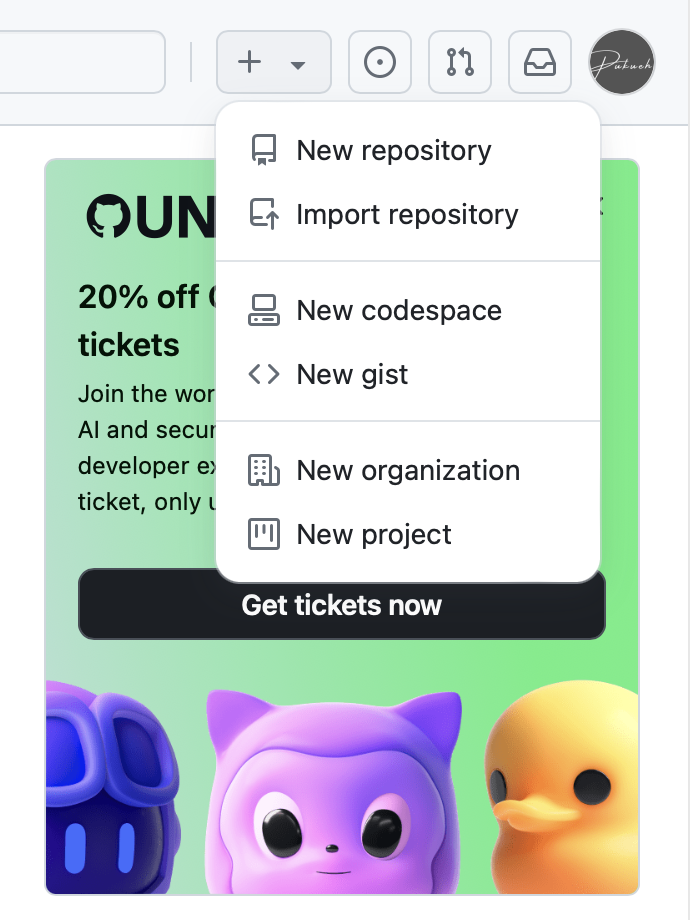 Pukueh
New repository
Import repository
New codespace
New gist
New organization
New project
UN
20% off
tickets
Join the wor
AI and secur
developer ex
ticket, only u
Get tickets now